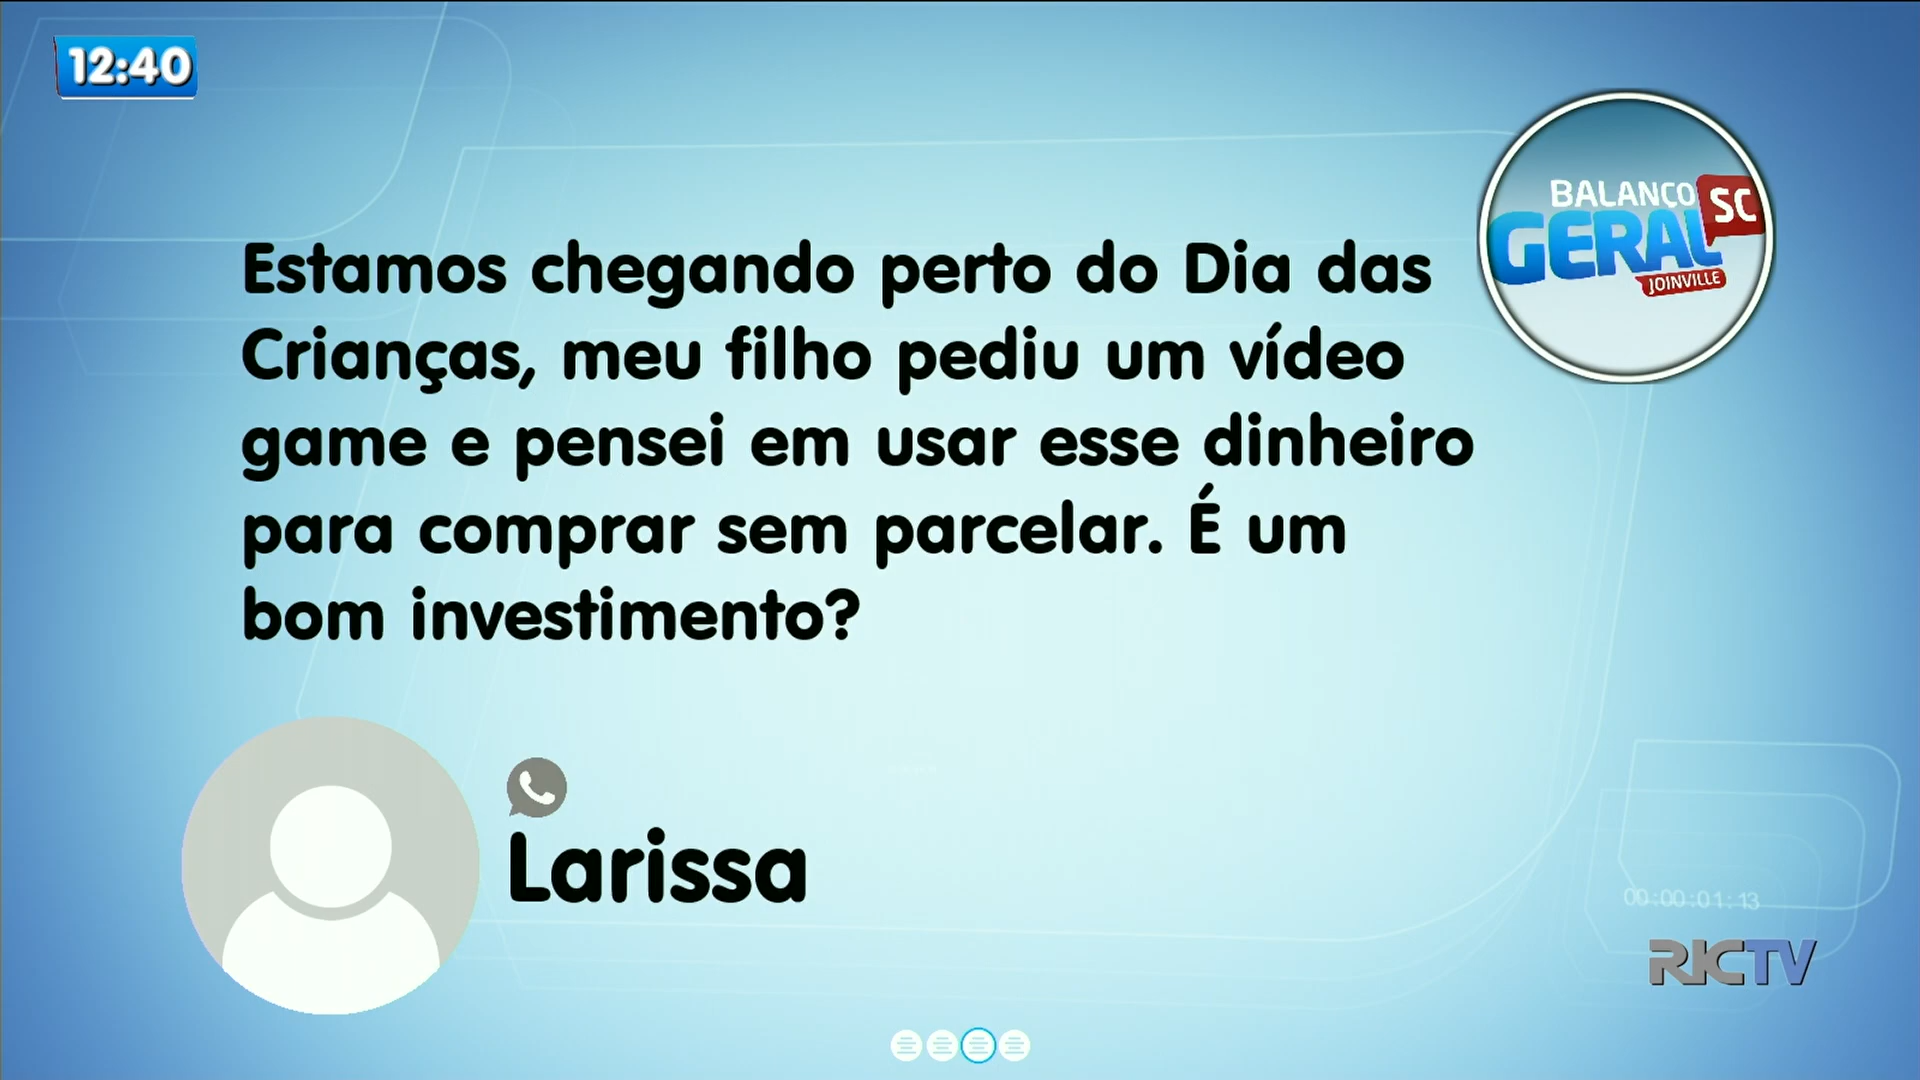 12:40
BALANÇO SC
GERAL
JOINVILLE
Estamos chegando perto do Dia das
Crianças, meu filho pediu um vídeo
game e pensei em usar esse dinheiro
para comprar sem parcelar. É um
bom investimento?
Larissa
00:00:01:13
RICTV